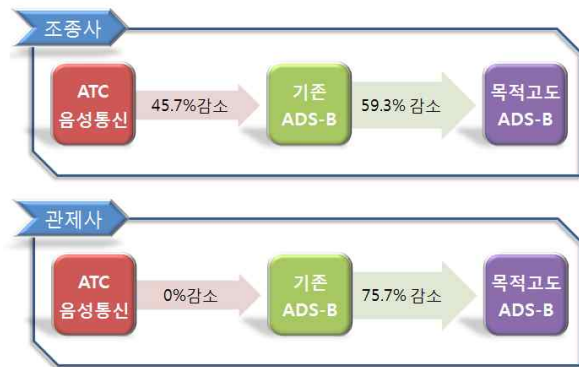 조종사
ATC
음성통신
45.7%감소
기존
ADS-B
59.3% 감소
목적고도
ADS-B
관제사
ATC
음성통신
0%감소
기존
ADS-B
75.7% 감소
목적고도
ADS-B